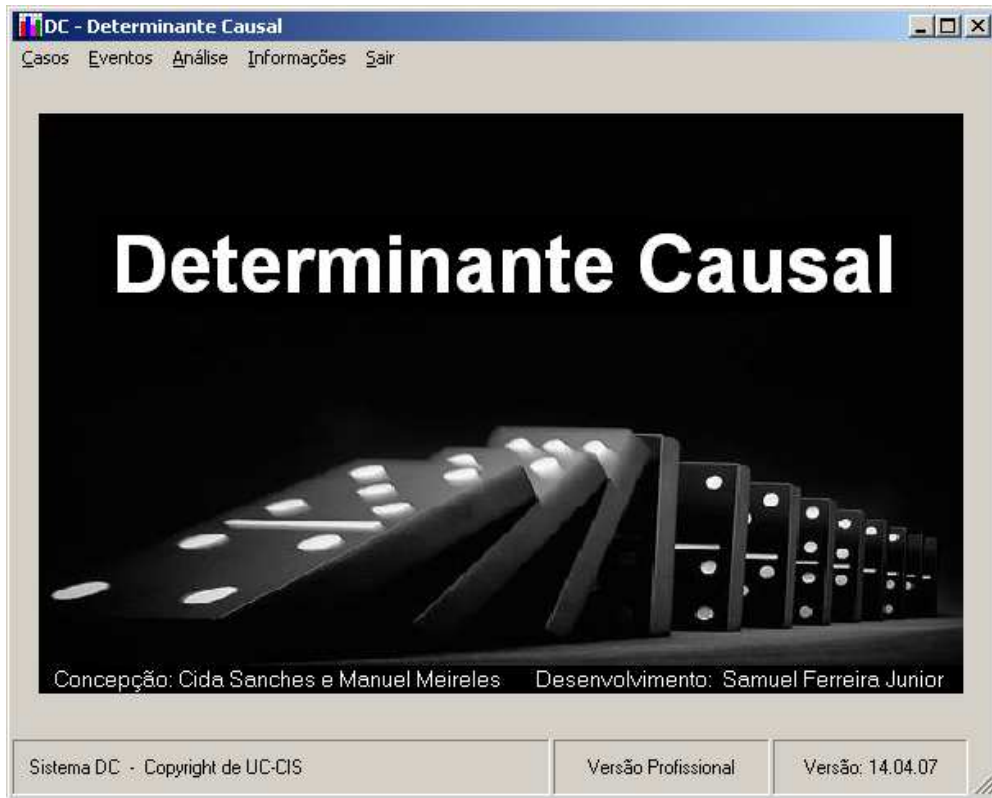 DC - Determinante Causal
Casos Eventos Análise Informações Sair
Determinante Causal
Concepção: Cida Sanches e Manuel Meireles Desenvolvimento: Samuel Ferreira Junior
Sistema DC - Copyright de UC-CIS Versão Profissional Versão: 14.04.07